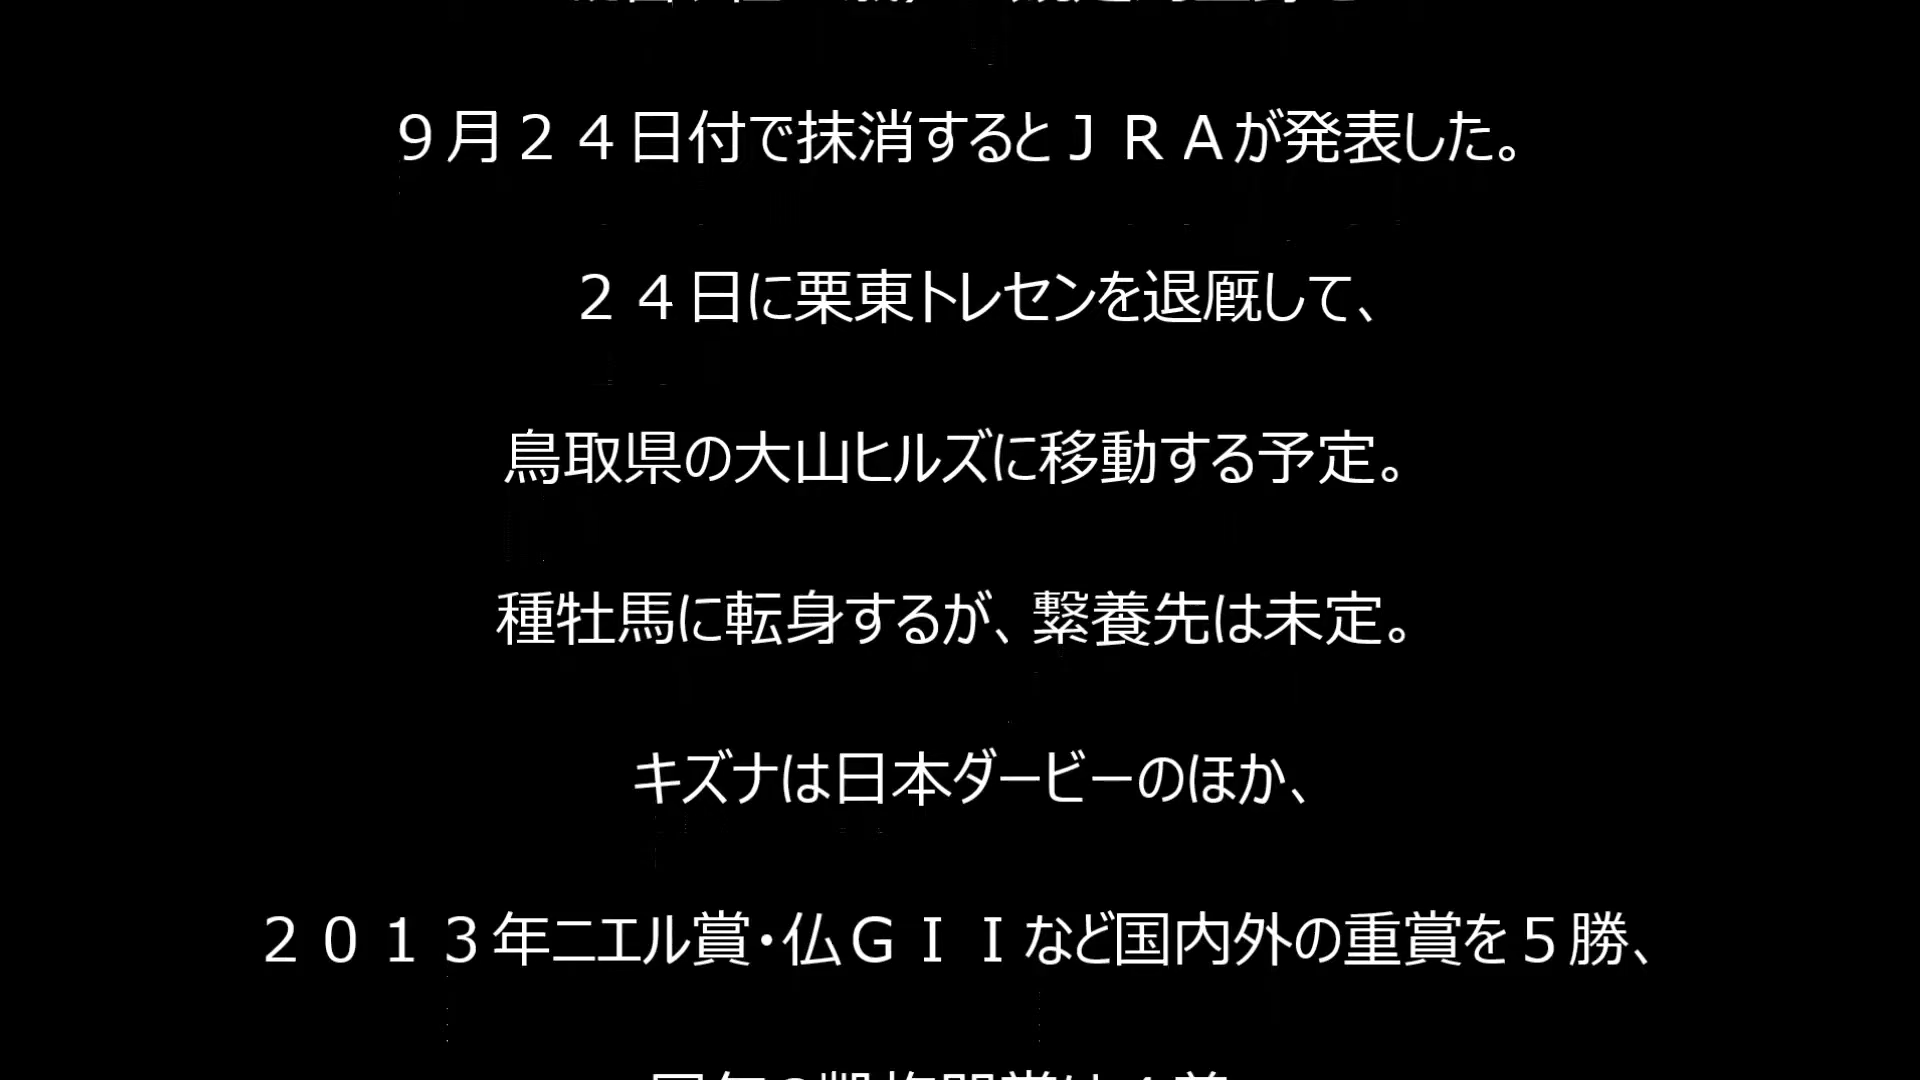 ９月２４日付で抹消するとＪＲＡが発表した。
２４日に栗東トレセンを退厩して、
鳥取県の大山ヒルズに移動する予定。
種牡馬に転身するが、繋養先は未定。
キズナは日本ダービーのほか、
２０１３年ニエル賞・仏ＧＩＩなど国内外の重賞を５勝、